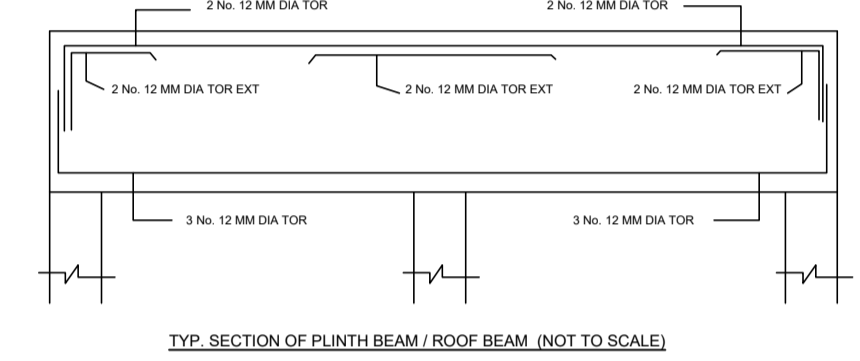 2 No. 12 MM DIA TOR
2 No. 12 MM DIA TOR
2 No. 12 MM DIA TOR EXT
2 No. 12 MM DIA TOR EXT
2 No. 12 MM DIA TOR EXT
3 No. 12 MM DIA TOR
3 No. 12 MM DIA TOR
TYP. SECTION OF PLINTH BEAM / ROOF BEAM (NOT TO SCALE)